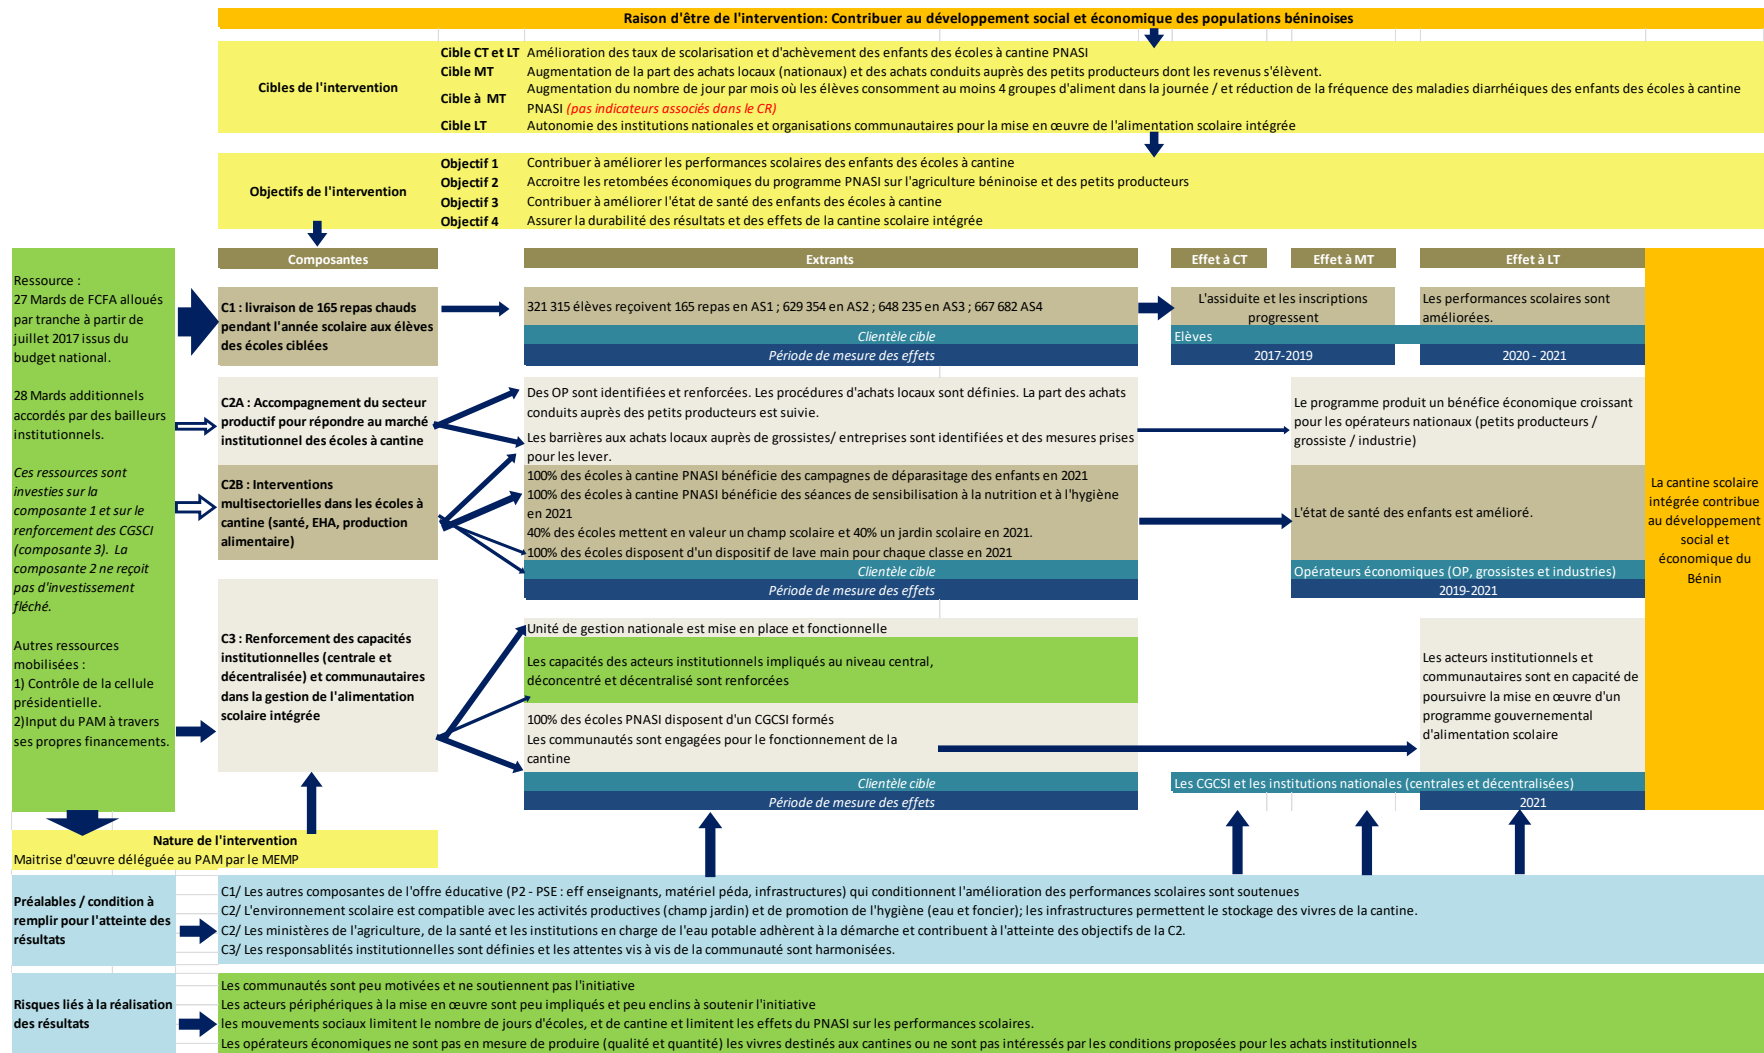 Raison d'être de l'intervention: Contribuer au développement social et économique des populations béninoises
Cibles de l'intervention
Cible CT et LT Amélioration des taux de scolarisation et d'achèvement des enfants des écoles à cantine PNASI
Cible MT Augmentation de la part des achats locaux (nationaux) et des achats conduits auprès des petits producteurs dont les revenus s'élèvent.
Cible à MT Augmentation du nombre de jour par mois où les élèves consomment au moins 4 groupes d'aliment dans la journée / et réduction de la fréquence des maladies diarrhéiques des enfants des écoles à cantine
PNASI (pas indicateurs associés dans le CR)
Cible LT Autonomie des institutions nationales et organisations communautaires pour la mise en œuvre de l'alimentation scolaire intégrée
Objectifs de l'intervention
Objectif 1 Contribuer à améliorer les performances scolaires des enfants des écoles à cantine
Objectif 2 Accroitre les retombées économiques du programme PNASI sur l'agriculture béninoise et des petits producteurs
Objectif 3 Contribuer à améliorer l'état de santé des enfants des écoles à cantine
Objectif 4 Assurer la durabilité des résultats et des effets de la cantine scolaire intégrée
Ressource :
27 Mards de FCFA alloués
par tranche à partir de
juillet 2017 issus du
budget national.
28 Mards additionnels
accordés par des bailleurs
institutionnels.
Ces ressources sont
investies sur la
composante 1 et sur le
renforcement des CGSCI
(composante 3). La
composante 2 ne reçoit
pas d'investissement
fléché.
Autres ressources
mobilisées :
1) Contrôle de la cellule
présidentielle.
2)Input du PAM à travers
ses propres financements.
Composantes
Extrants
Effet à CT
Effet à MT
Effet à LT
C1 : livraison de 165 repas chauds
pendant l'année scolaire aux élèves
des écoles ciblées
321 315 élèves reçoivent 165 repas en AS1 ; 629 354 en AS2 ; 648 235 en AS3 ; 667 682 AS4
L'assiduite et les inscriptions
progressent
Les performances scolaires sont
améliorées.
Clientèle cible
Elèves
Période de mesure des effets
2017-2019
2020 - 2021
C2A : Accompagnement du secteur
productif pour répondre au marché
institutionnel des écoles à cantine
Des OP sont identifiées et renforcées. Les procédures d'achats locaux sont définies. La part des achats
conduits auprès des petits producteurs est suivie.
Les barrières aux achats locaux auprès de grossistes/ entreprises sont identifiées et des mesures prises
pour les lever.
Le programme produit un bénéfice économique croissant
pour les opérateurs nationaux (petits producteurs /
grossiste / industrie)
C2B : Interventions
multisectorielles dans les écoles à
cantine (santé, EHA, production
alimentaire)
100% des écoles à cantine PNASI bénéficie des campagnes de déparasitage des enfants en 2021
100% des écoles à cantine PNASI bénéficie des séances de sensibilisation à la nutrition et à l'hygiène
en 2021
40% des écoles mettent en valeur un champ scolaire et 40% un jardin scolaire en 2021.
100% des écoles disposent d'un dispositif de lave main pour chaque classe en 2021
L'état de santé des enfants est amélioré.
Clientèle cible
Opérateurs économiques (OP, grossistes et industries)
Période de mesure des effets
2019-2021
C3 : Renforcement des capacités
institutionnelles (centrale et
décentralisée) et communautaires
dans la gestion de l'alimentation
scolaire intégrée
Unité de gestion nationale est mise en place et fonctionnelle
Les capacités des acteurs institutionnels impliqués au niveau central,
déconcentré et décentralisé sont renforcées
100% des écoles PNASI disposent d'un CGCSI formés
Les communautés sont engagées pour le fonctionnement de la
cantine
Les acteurs institutionnels et
communautaires sont en capacité de
poursuivre la mise en œuvre d'un
programme gouvernemental
d'alimentation scolaire
Clientèle cible
Les CGCSI et les institutions nationales (centrales et décentralisées)
Période de mesure des effets
2021
La cantine scolaire
intégrée contribue
au développement
social et
économique du
Bénin
Nature de l'intervention
Maitrise d'œuvre déléguée au PAM par le MEMP
Préalables / condition à
remplir pour l'atteinte des
résultats
C1/ Les autres composantes de l'offre éducative (P2 - PSE : eff enseignants, matériel péda, infrastructures) qui conditionnent l'amélioration des performances scolaires sont soutenues
C2/ L'environnement scolaire est compatible avec les activités productives (champ jardin) et de promotion de l'hygiène (eau et foncier); les infrastructures permettent le stockage des vivres de la cantine.
C2/ Les ministères de l'agriculture, de la santé et les institutions en charge de l'eau potable adhèrent à la démarche et contribuent à l'atteinte des objectifs de la C2.
C3/ Les responsablités institutionnelles sont définies et les attentes vis à vis de la communauté sont harmonisées.
Risques liés à la réalisation
des résultats
Les communautés sont peu motivées et ne soutiennent pas l'initiative
Les acteurs périphériques à la mise en œuvre sont peu impliqués et peu enclins à soutenir l'initiative
les mouvements sociaux limitent le nombre de jours d'écoles, et de cantine et limitent les effets du PNASI sur les performances scolaires.
Les opérateurs économiques ne sont pas en mesure de produire (qualité et quantité) les vivres destinés aux cantines ou ne sont pas intéressés par les conditions proposées pour les achats institutionnels